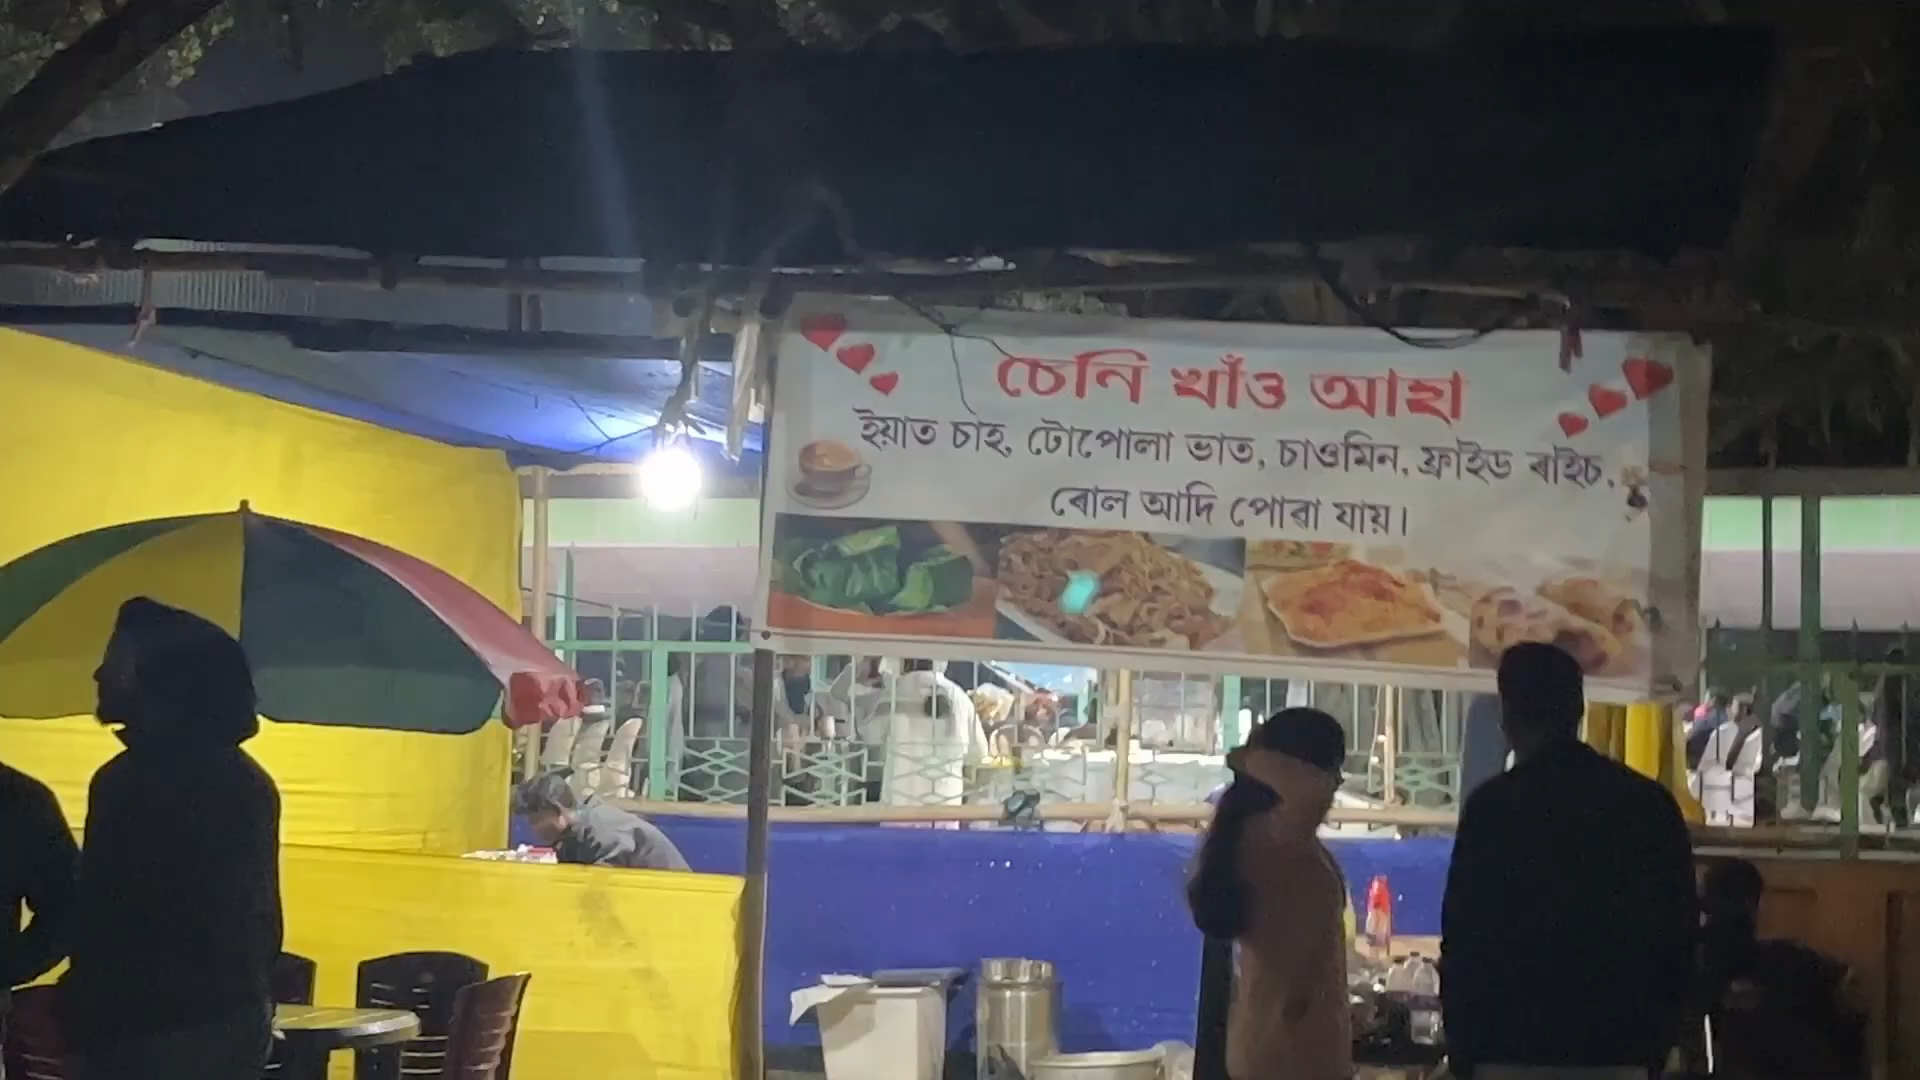 চেনি খাঁও আহা
ইয়াত চাহ, টোপোলা ভাত, চাওমিন, ফ্ৰাইড ৰাইচ,
ৰোল আদি পোৱা যায়।